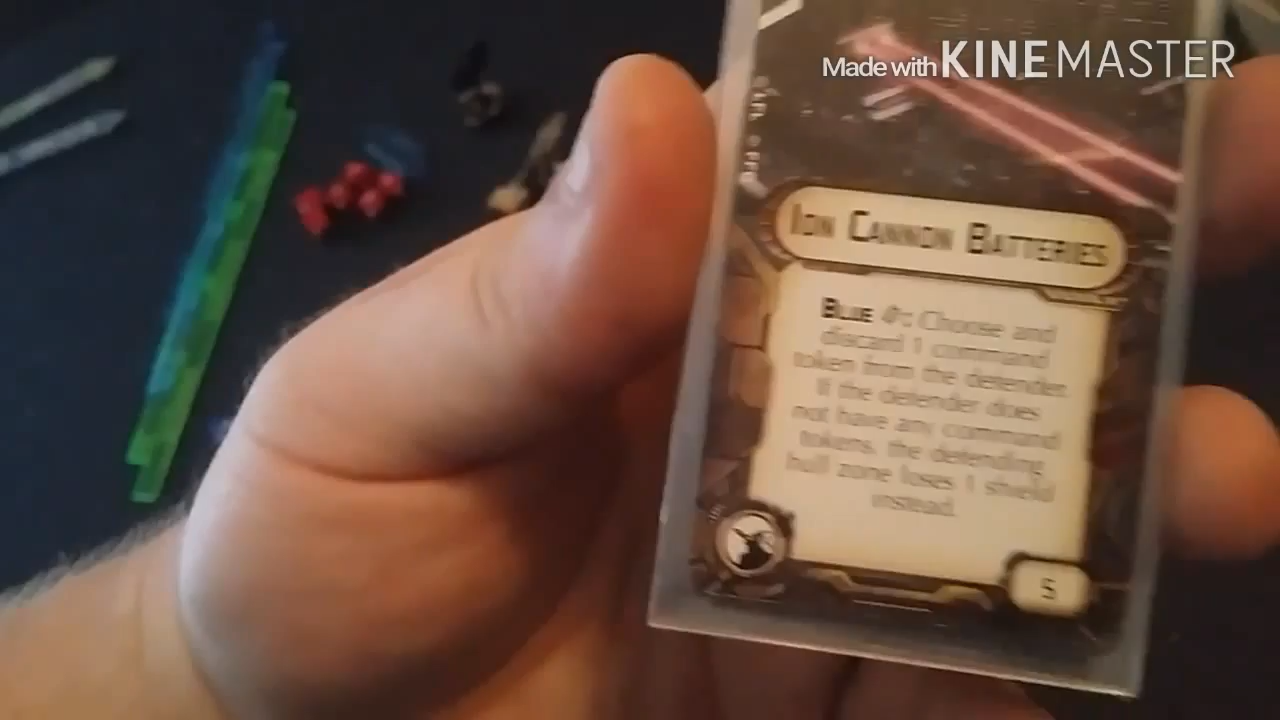 Made with KINEMASTER
ION CANNON BATTERIES
BLUE : Choose and
discard 1 command
token from the defender.
If the defender does
not have any command
tokens, the defending
hull zone loses 1 shield
instead.
5